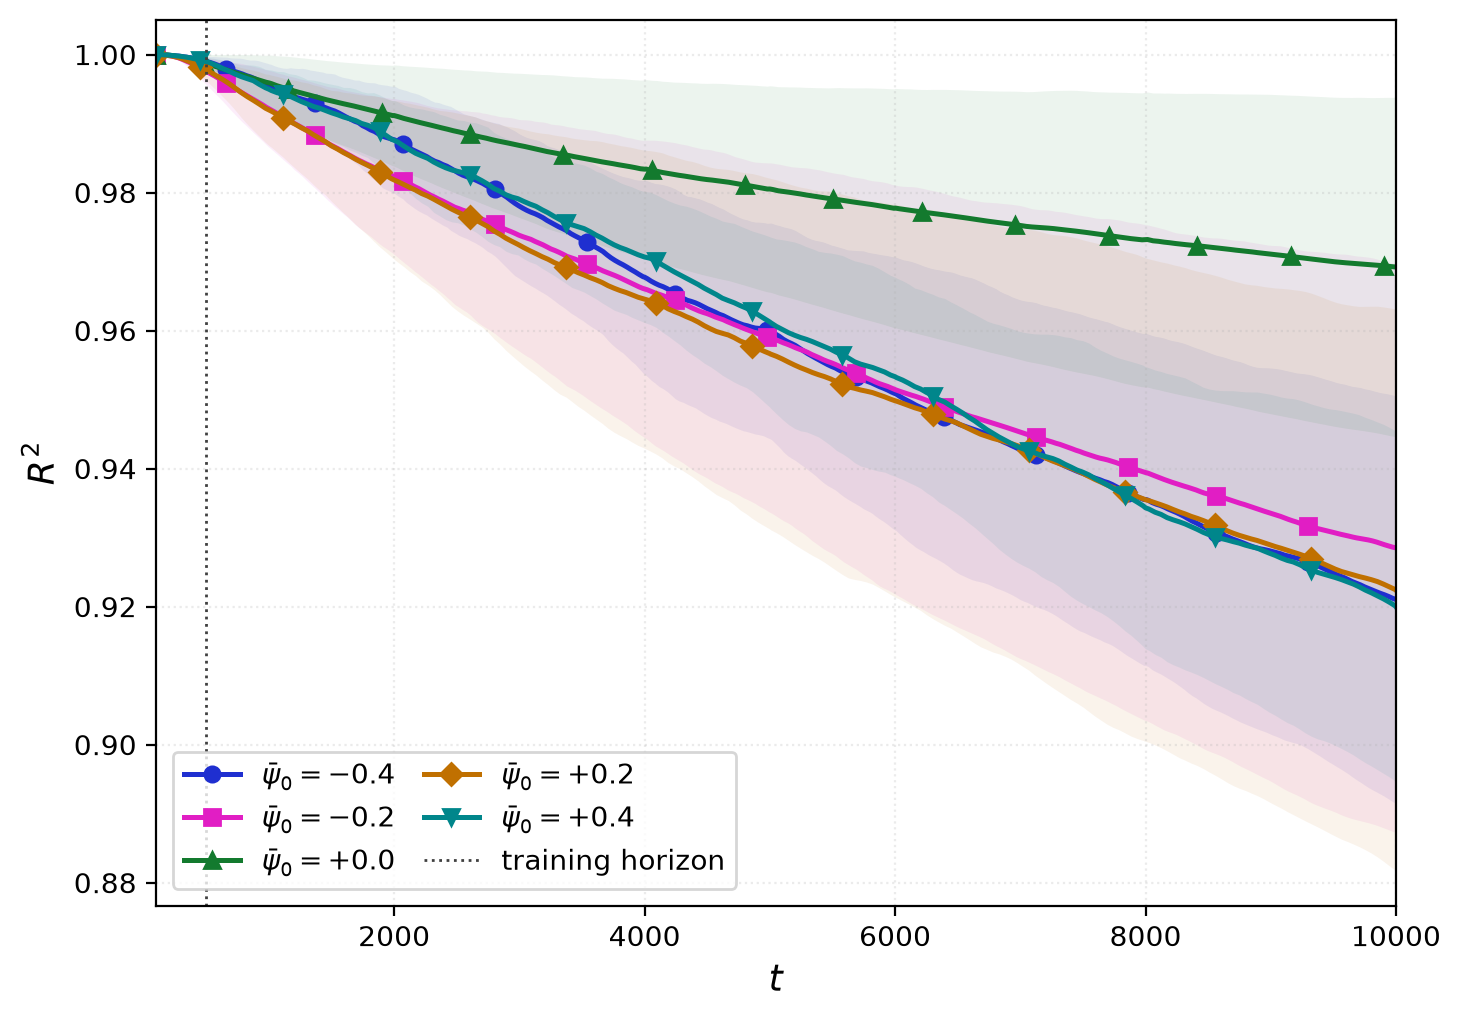 1.00
0.98
0.96
0.94
0.92
0.90
0.88
R²
2000 4000 6000 8000 10000
t
ψ̄₀ = −0.4
ψ̄₀ = −0.2
ψ̄₀ = +0.0
ψ̄₀ = +0.2
ψ̄₀ = +0.4
training horizon